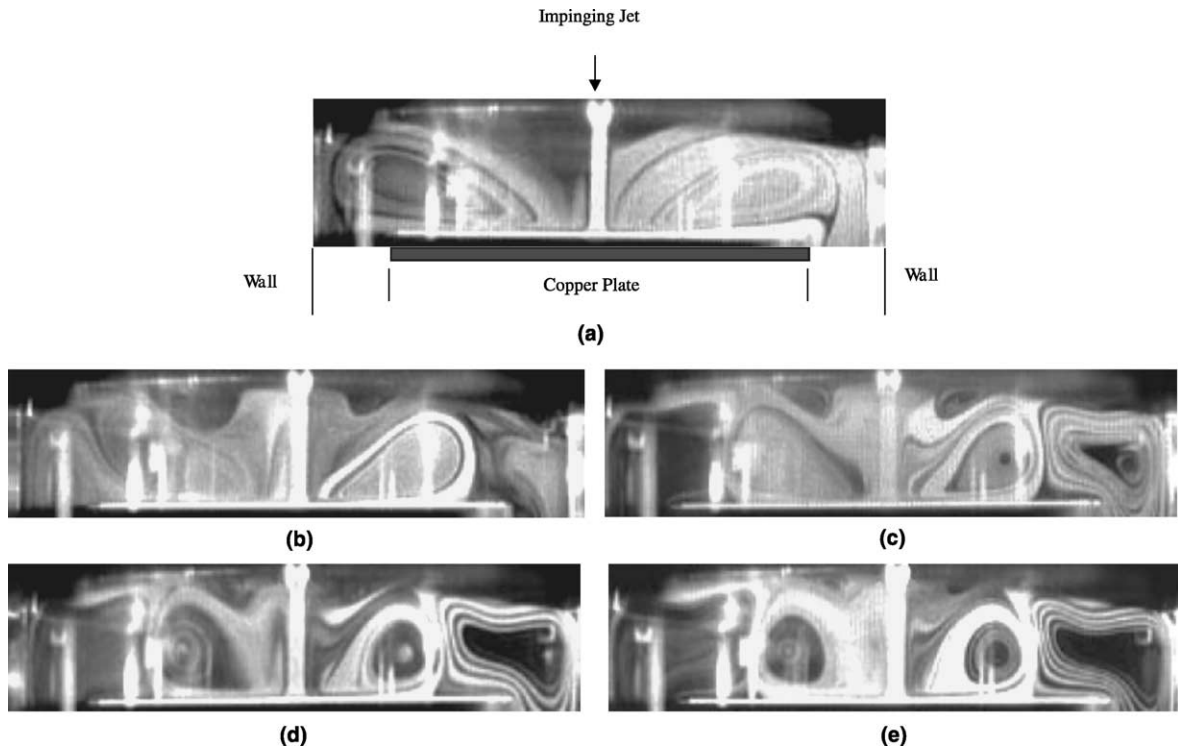 Impinging Jet
Wall
Copper Plate
Wall
(a)
(b)
(c)
(d)
(e)